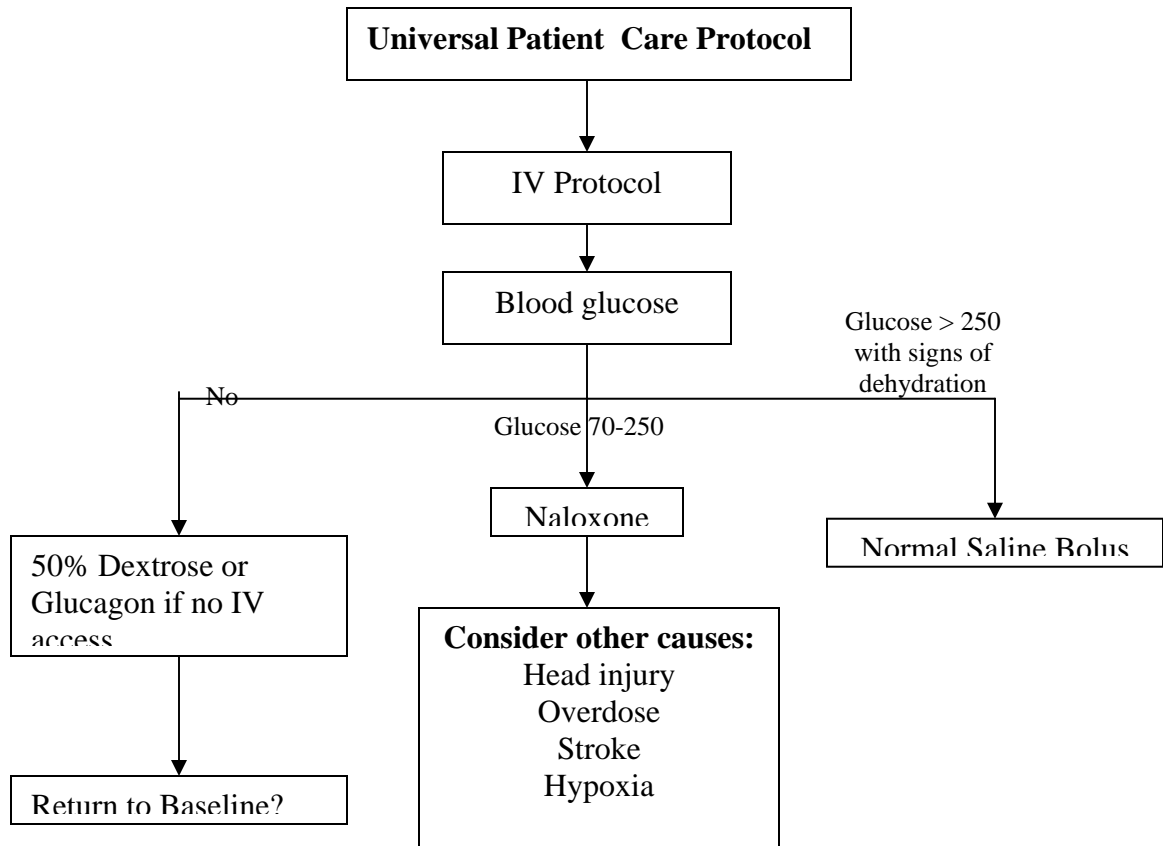 Universal Patient Care Protocol
IV Protocol
Blood glucose
Glucose > 250
with signs of
dehydration
No
Glucose 70-250
Naloxone
Normal Saline Bolus
50% Dextrose or
Glucagon if no IV
access
Consider other causes:
Head injury
Overdose
Stroke
Hypoxia
Return to Baseline?